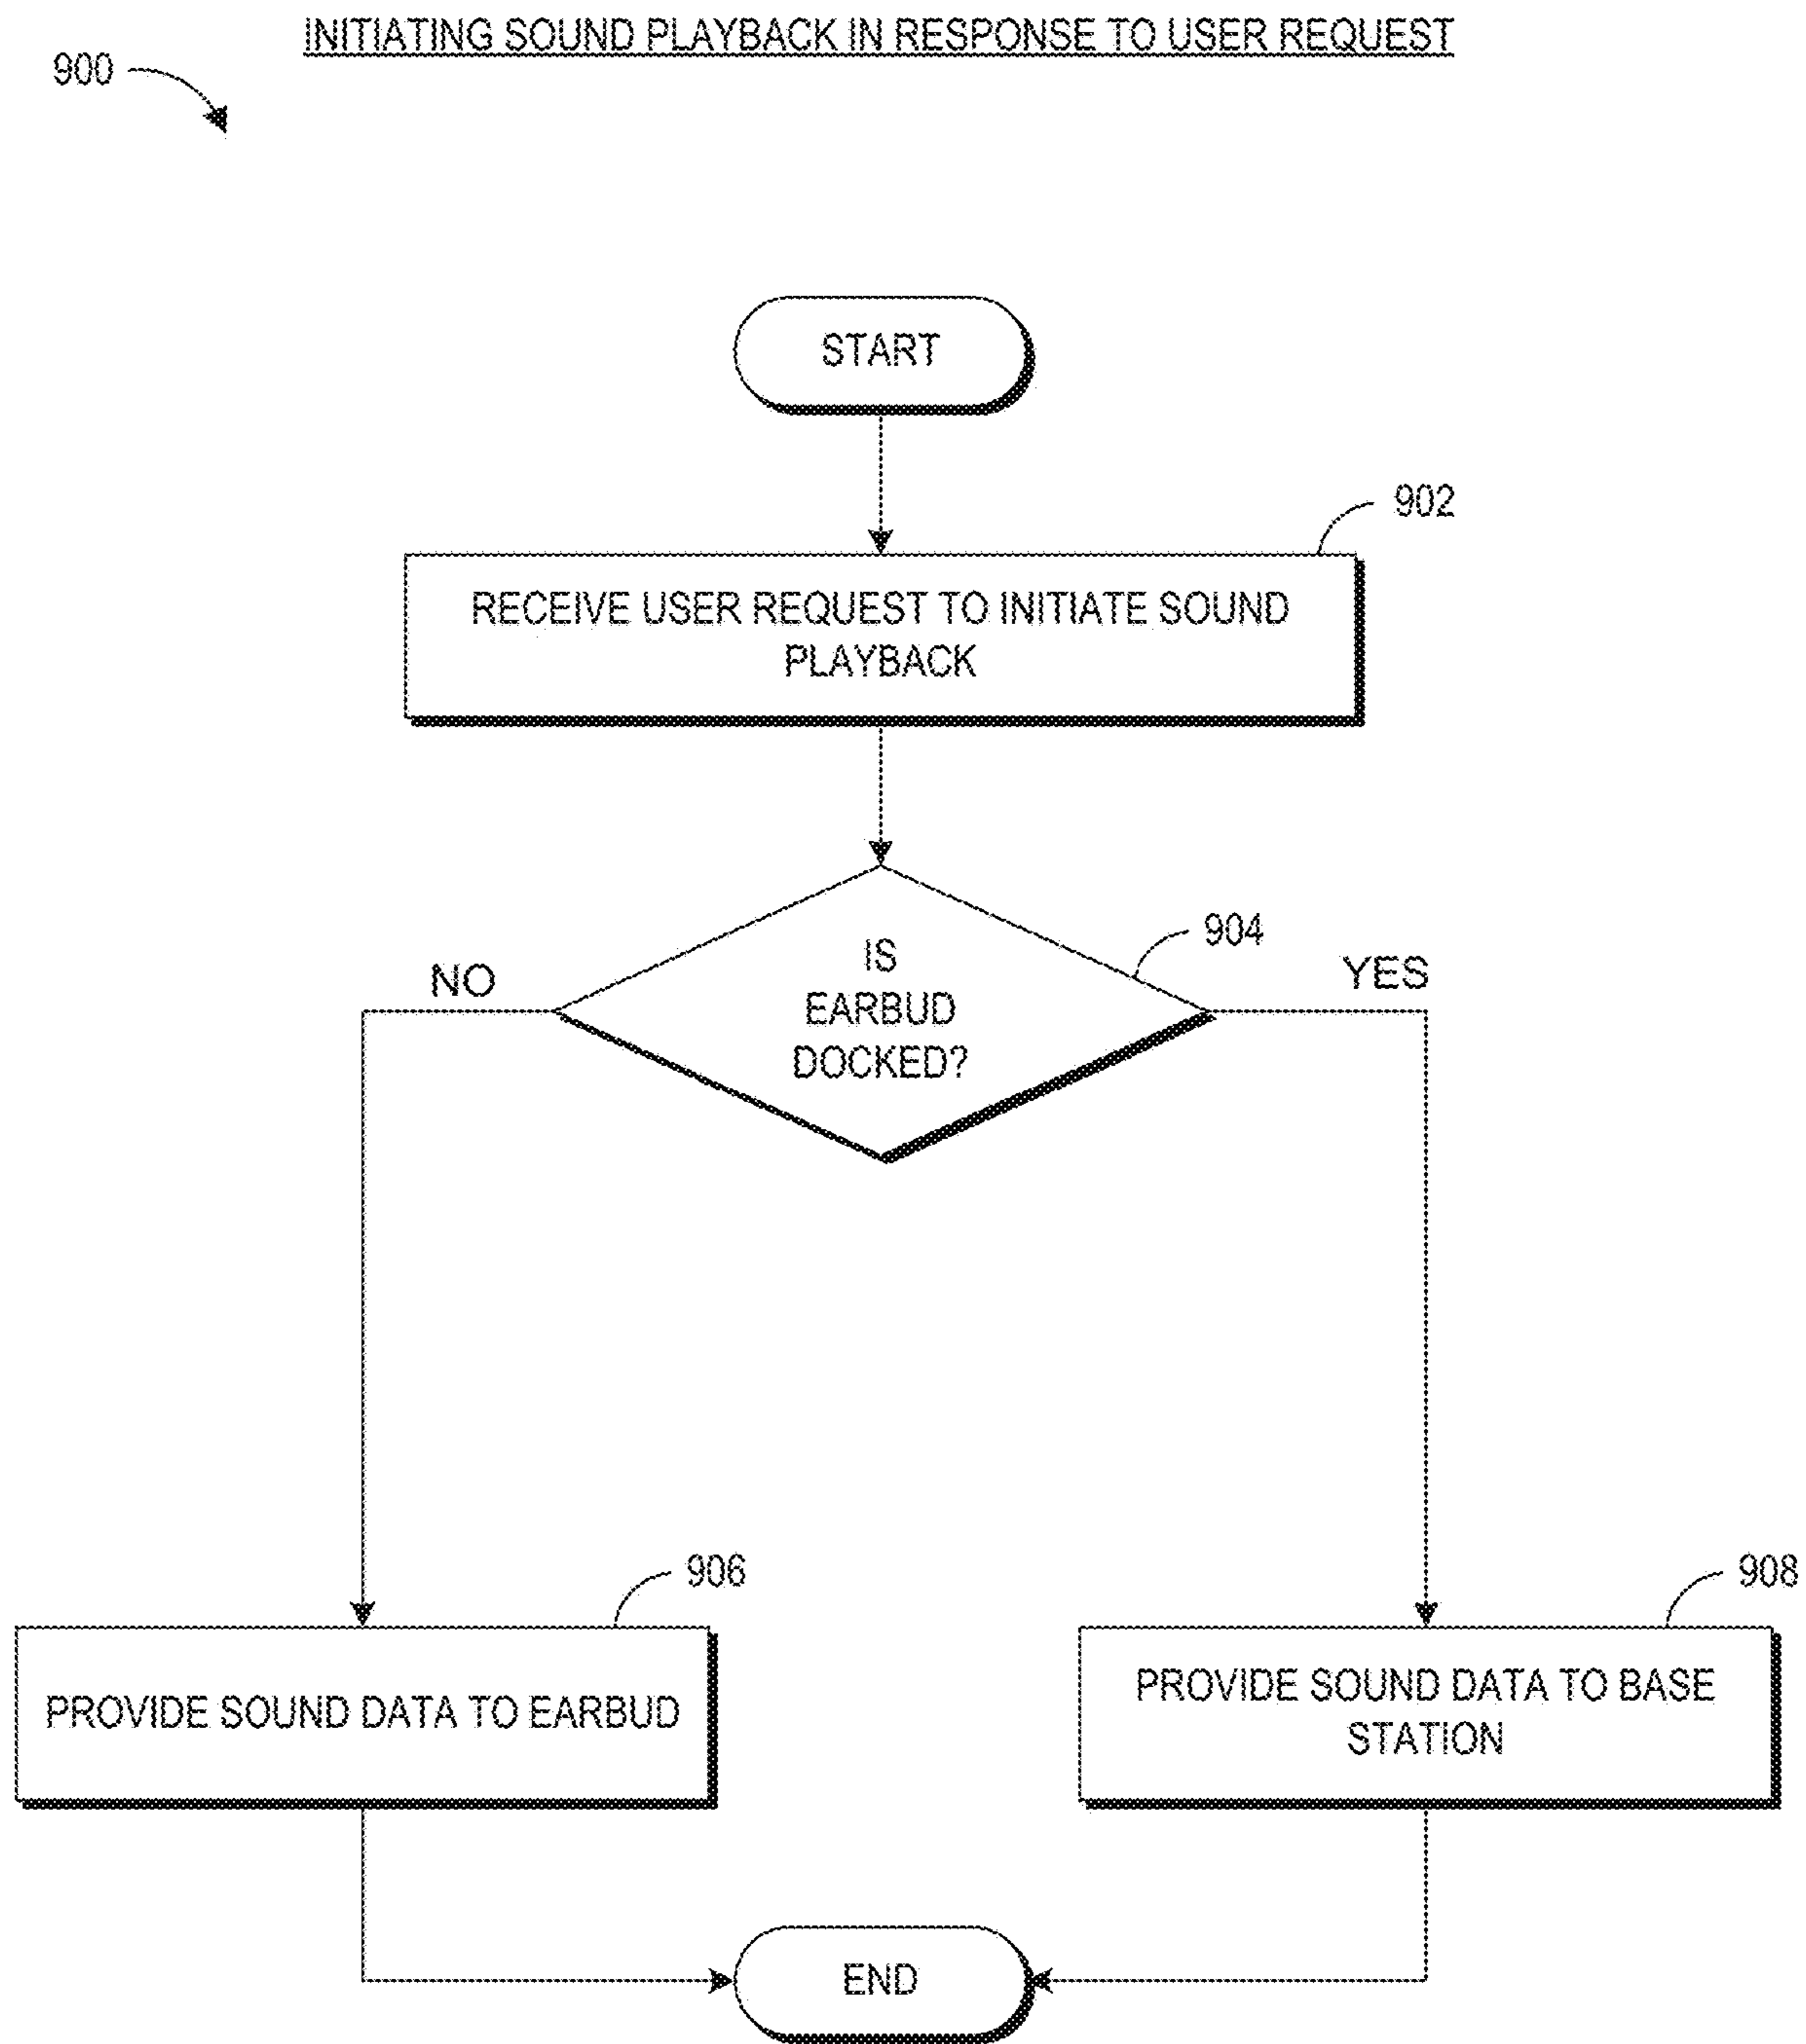 INITIATING SOUND PLAYBACK IN RESPONSE TO USER REQUEST
900
START
902
RECEIVE USER REQUEST TO INITIATE SOUND
PLAYBACK
904
IS
EARBUD
DOCKED?
NO
YES
906
PROVIDE SOUND DATA TO EARBUD
908
PROVIDE SOUND DATA TO BASE
STATION
END